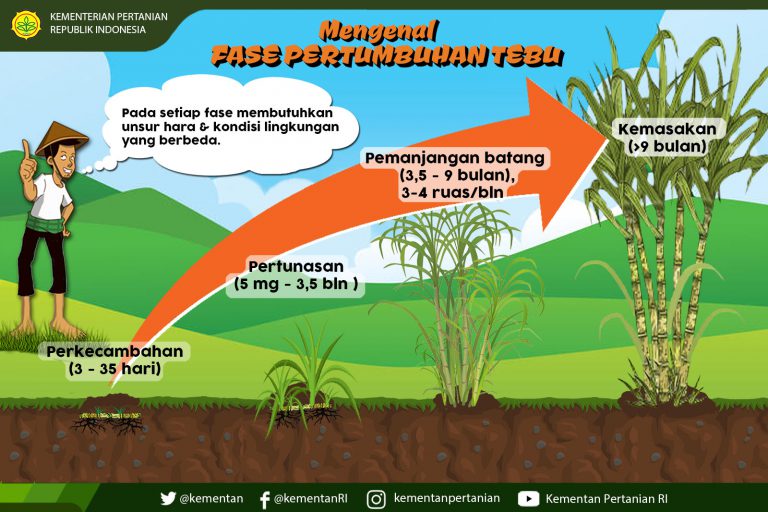 KEMENTERIAN PERTANIAN
REPUBLIK INDONESIA
Mengenal
FASE PERTUMBUHAN TEBU
Pada setiap fase membutuhkan
unsur hara & kondisi lingkungan
yang berbeda.
Kemasakan
(>9 bulan)
Pemanjangan batang
(3,5 - 9 bulan),
3-4 ruas/bln
Pertunasan
(5 mg - 3,5 bln )
Perkecambahan
(3 - 35 hari)
@kementan
@kementanRI
kementanpertanian
Kementan Pertanian RI